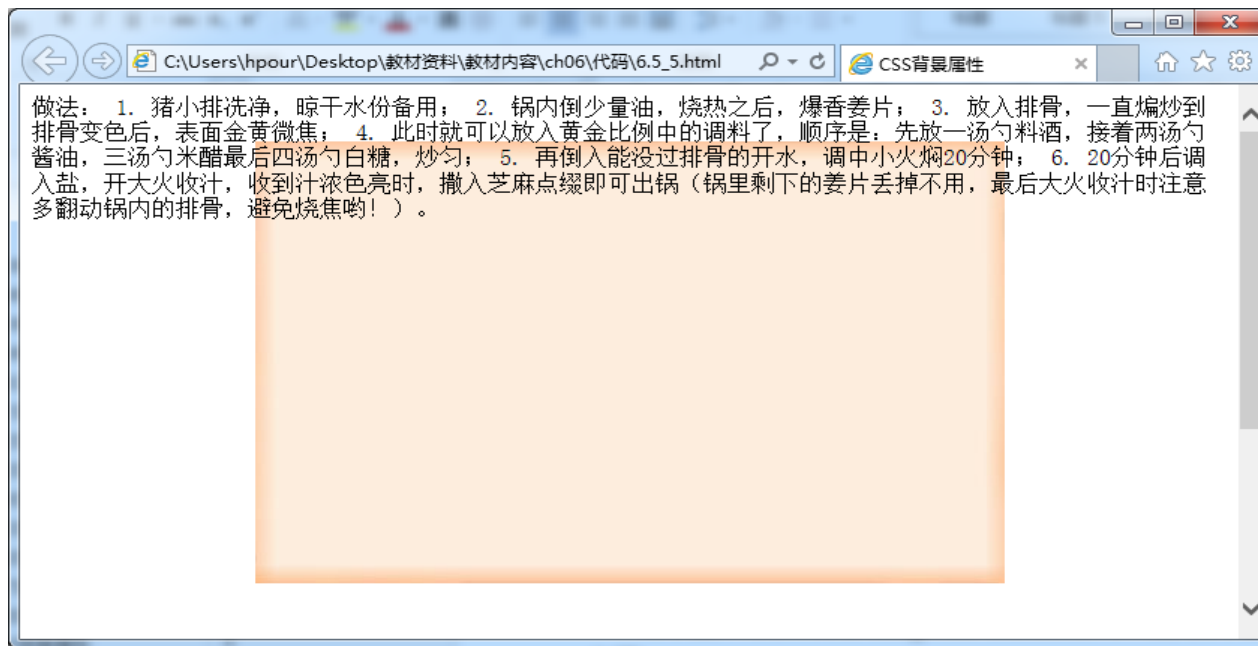 C:\Users\hpour\Desktop\教材资料\教材内容\ch06\代码\6.5_5.html
CSS背景属性
做法： 1. 猪小排洗净，晾干水份备用； 2. 锅内倒少量油，烧热之后，爆香姜片； 3. 放入排骨，一直煸炒到
排骨变色后，表面金黄微焦； 4. 此时就可以放入黄金比例中的调料了，顺序是：先放一汤勺料酒，接着两汤勺
酱油，三汤勺米醋最后四汤勺白糖，炒匀； 5. 再倒入能没过排骨的开水，调中小火焖20分钟； 6. 20分钟后调
入盐，开大火收汁，收到汁浓色亮时，撒入芝麻点缀即可出锅（锅里剩下的姜片丢掉不用，最后大火收汁时注意
多翻动锅内的排骨，避免烧焦哟！）。